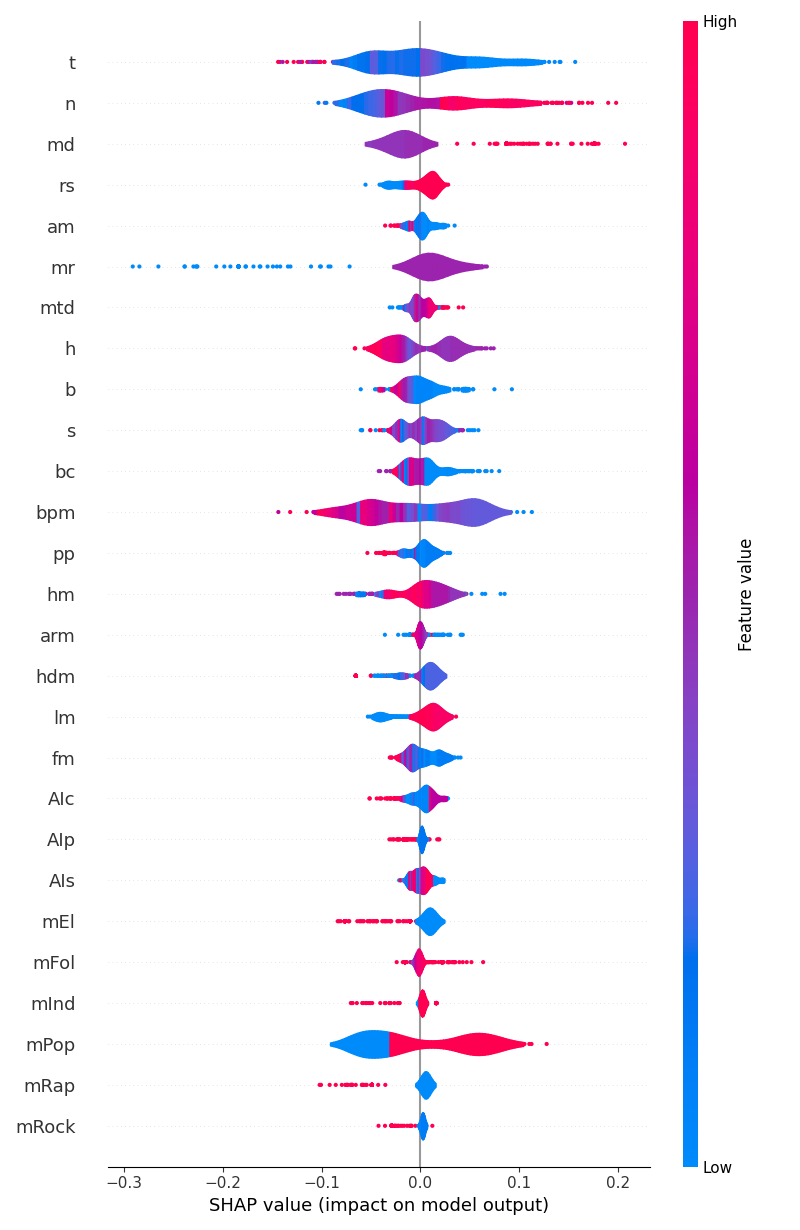 High
t
n
md
rs
am
mr
mtd
h
b
s
bc
bpm
pp
hm
arm
hdm
lm
fm
AIc
AIp
AIs
mEl
mFol
mInd
mPop
mRap
mRock
Feature value
Low
−0.3 −0.2 −0.1 0.0 0.1 0.2
SHAP value (impact on model output)